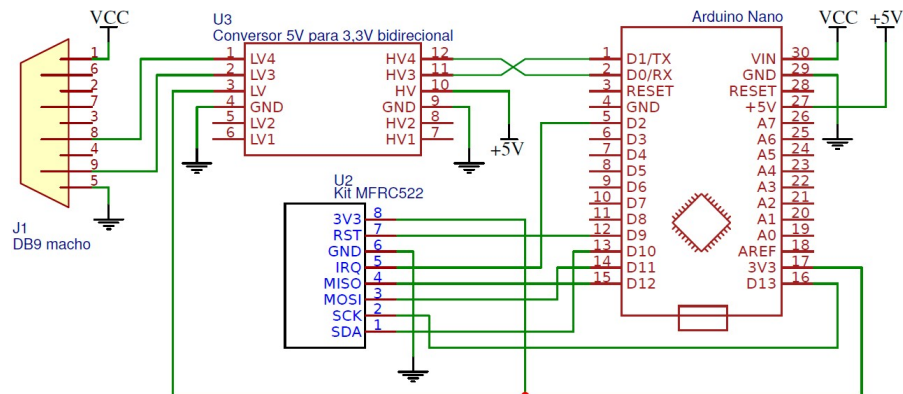 VCC
1
6
2
7
3
8
4
9
5
J1
DB9 macho
U3
Conversor 5V para 3,3V bidirecional
1 LV4 HV4 12
2 LV3 HV3 11
3 LV HV 10
4 GND GND 9
5 LV2 HV2 8
6 LV1 HV1 7
+5V
U2
Kit MFRC522
3V3 8
RST 7
GND 6
IRQ 5
MISO 4
MOSI 3
SCK 2
SDA 1
Arduino Nano
VCC +5V
1 D1/TX VIN 30
2 D0/RX GND 29
3 RESET RESET 28
4 GND +5V 27
5 D2 A7 26
6 D3 A6 25
7 D4 A5 24
8 D5 A4 23
9 D6 A3 22
10 D7 A2 21
11 D8 A1 20
12 D9 A0 19
13 D10 AREF 18
14 D11 3V3 17
15 D12 D13 16